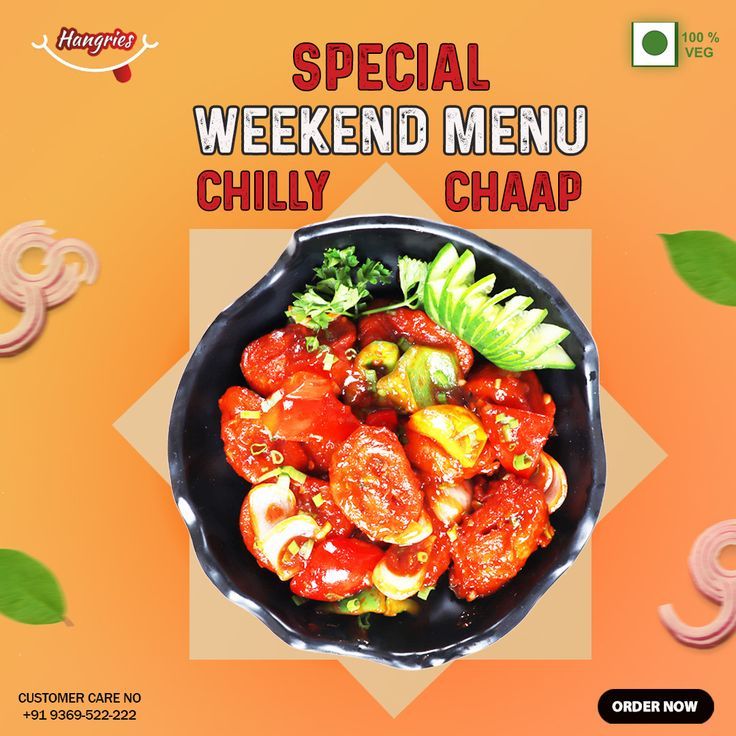 Hangries
100 %
VEG
SPECIAL
WEEKEND MENU
CHILLY CHAAP
CUSTOMER CARE NO
+91 9369-522-222
ORDER NOW